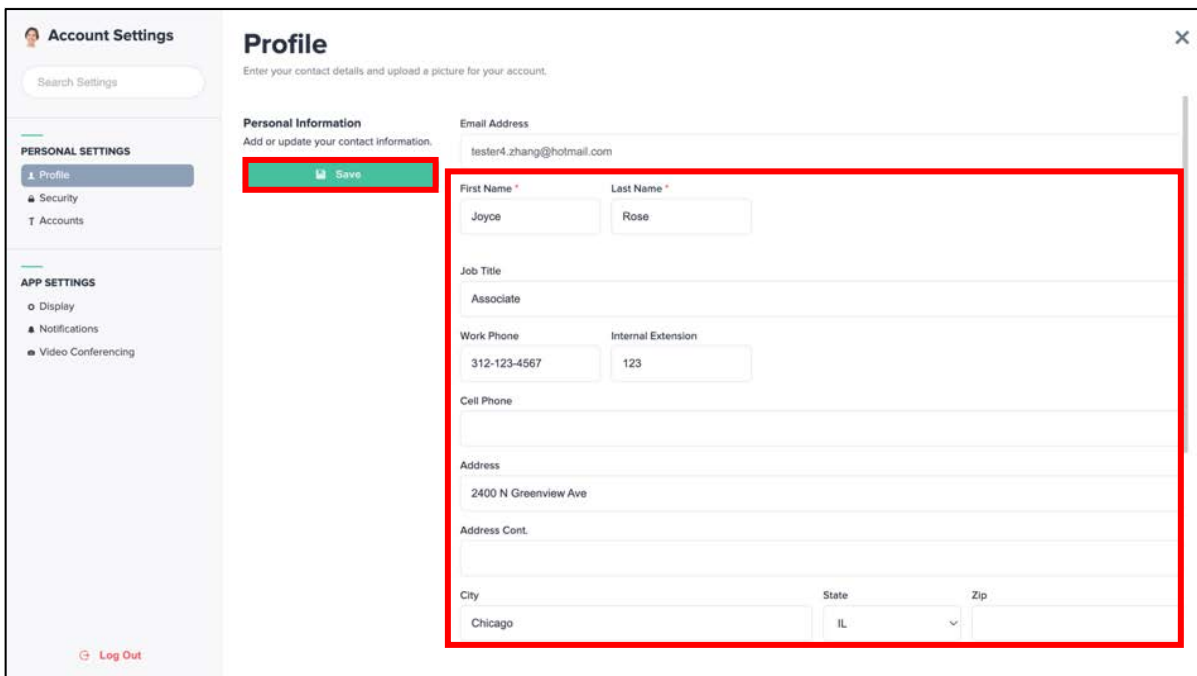 Account Settings
Search Settings
PERSONAL SETTINGS
Profile
Security
Accounts
APP SETTINGS
Display
Notifications
Video Conferencing
Log Out
Profile
Enter your contact details and upload a picture for your account.
Personal Information
Add or update your contact information.
Save
Email Address
tester4.zhang@hotmail.com
First Name * Last Name *
Joyce Rose
Job Title
Associate
Work Phone Internal Extension
312-123-4567 123
Cell Phone
Address
2400 N Greenview Ave
Address Cont.
City State Zip
Chicago IL